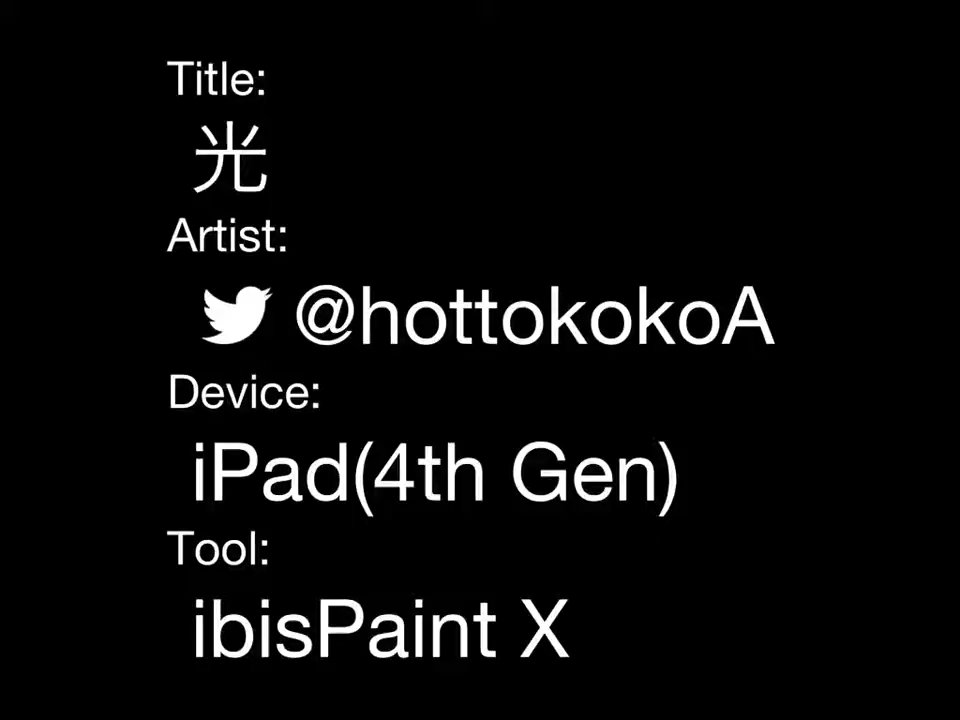 Title:
光
Artist:
@hottokokoA
Device:
iPad(4th Gen)
Tool:
ibisPaint X